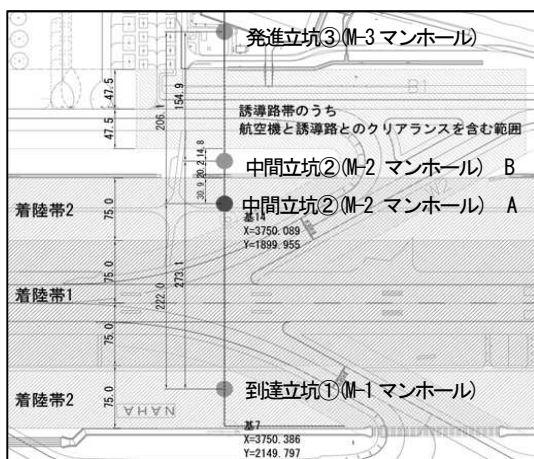 発進立坑③(M-3 マンホール)
B1
47.5
154.9
206.1
誘導路帯のうち
航空機と誘導路とのクリアランスを含む範囲
47.5
14.8
中間立坑②(M-2 マンホール) B
20.2
30.9
着陸帯2
75.0
中間立坑②(M-2 マンホール) A
基14
X=3750.089
Y=1899.955
75.0
273.1
着陸帯1
222.0
75.0
着陸帯2
75.0
到達立坑①(M-1 マンホール)
NAHA
基7
X=3750.386
Y=2149.797